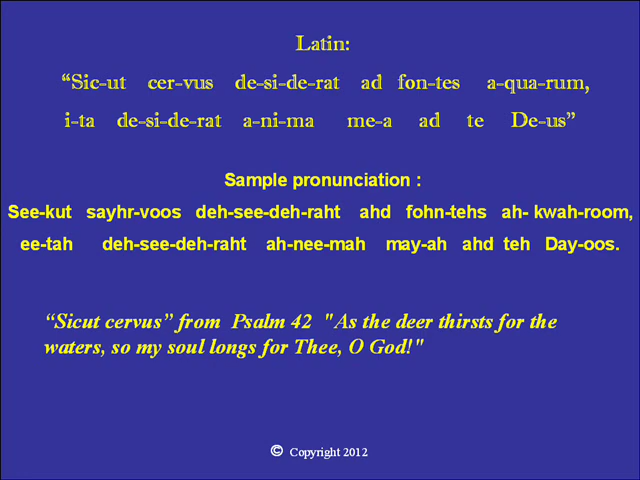 Latin:
“Sic-ut cer-vus de-si-de-rat ad fon-tes a-qua-rum,
i-ta de-si-de-rat a-ni-ma me-a ad te De-us”
Sample pronunciation :
See-kut sayhr-voos deh-see-deh-raht ahd fohn-tehs ah- kwah-room,
ee-tah deh-see-deh-raht ah-nee-mah may-ah ahd teh Day-oos.
“Sicut cervus” from Psalm 42 "As the deer thirsts for the
waters, so my soul longs for Thee, O God!"
© Copyright 2012